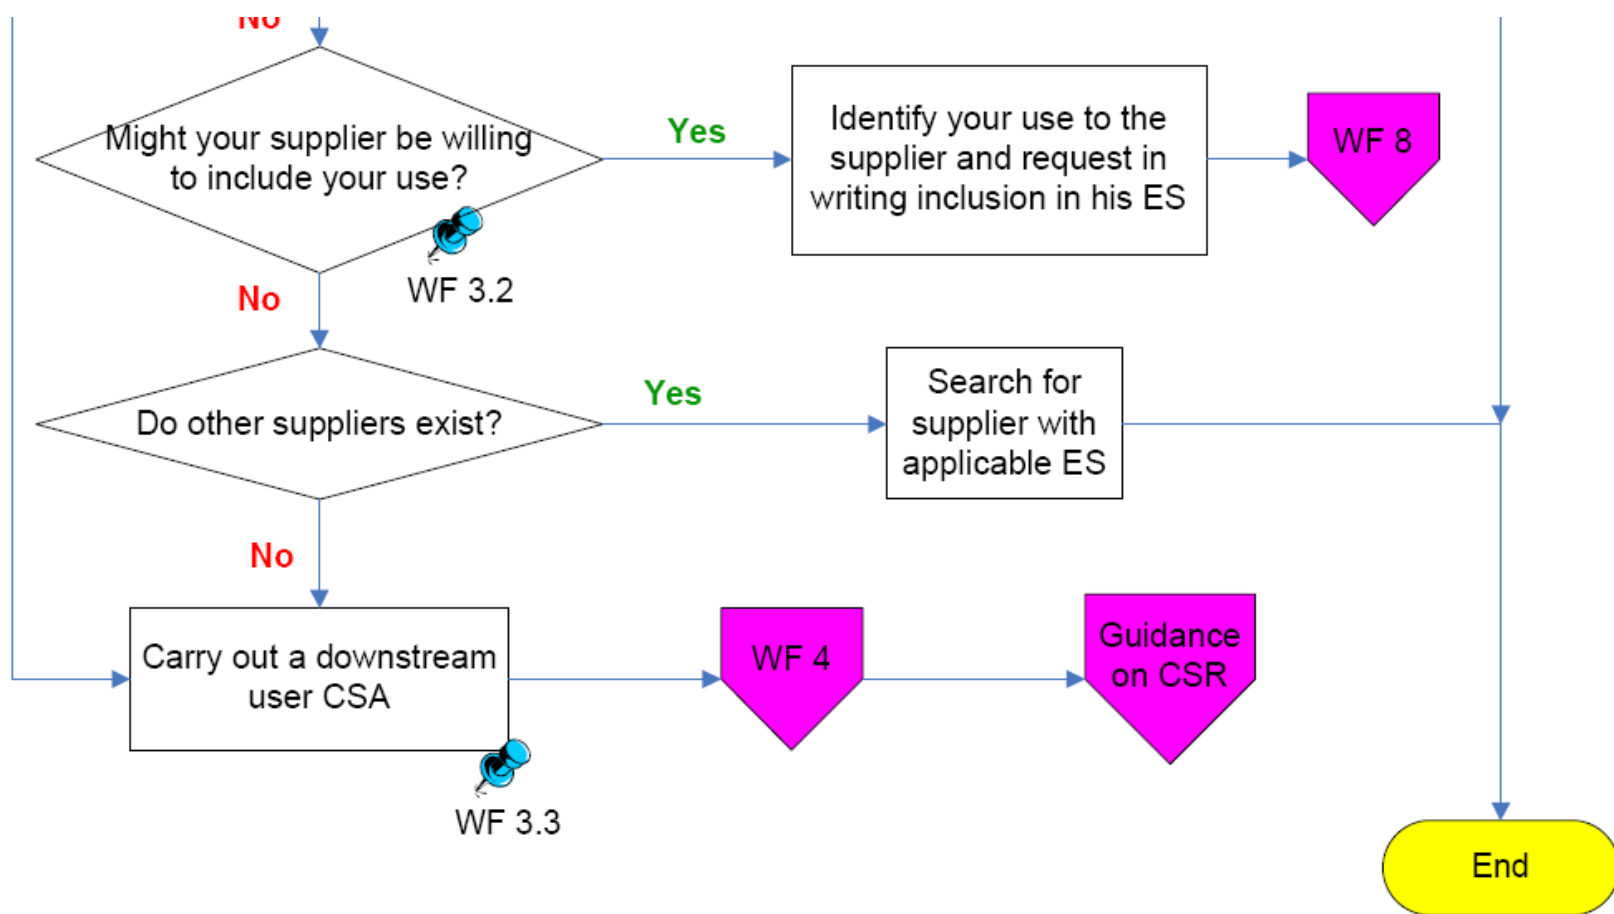 No
Might your supplier be willing
to include your use?
Yes
Identify your use to the
supplier and request in
writing inclusion in his ES
WF 8
WF 3.2
No
Do other suppliers exist?
Yes
Search for
supplier with
applicable ES
No
Carry out a downstream
user CSA
WF 4
Guidance
on CSR
WF 3.3
End